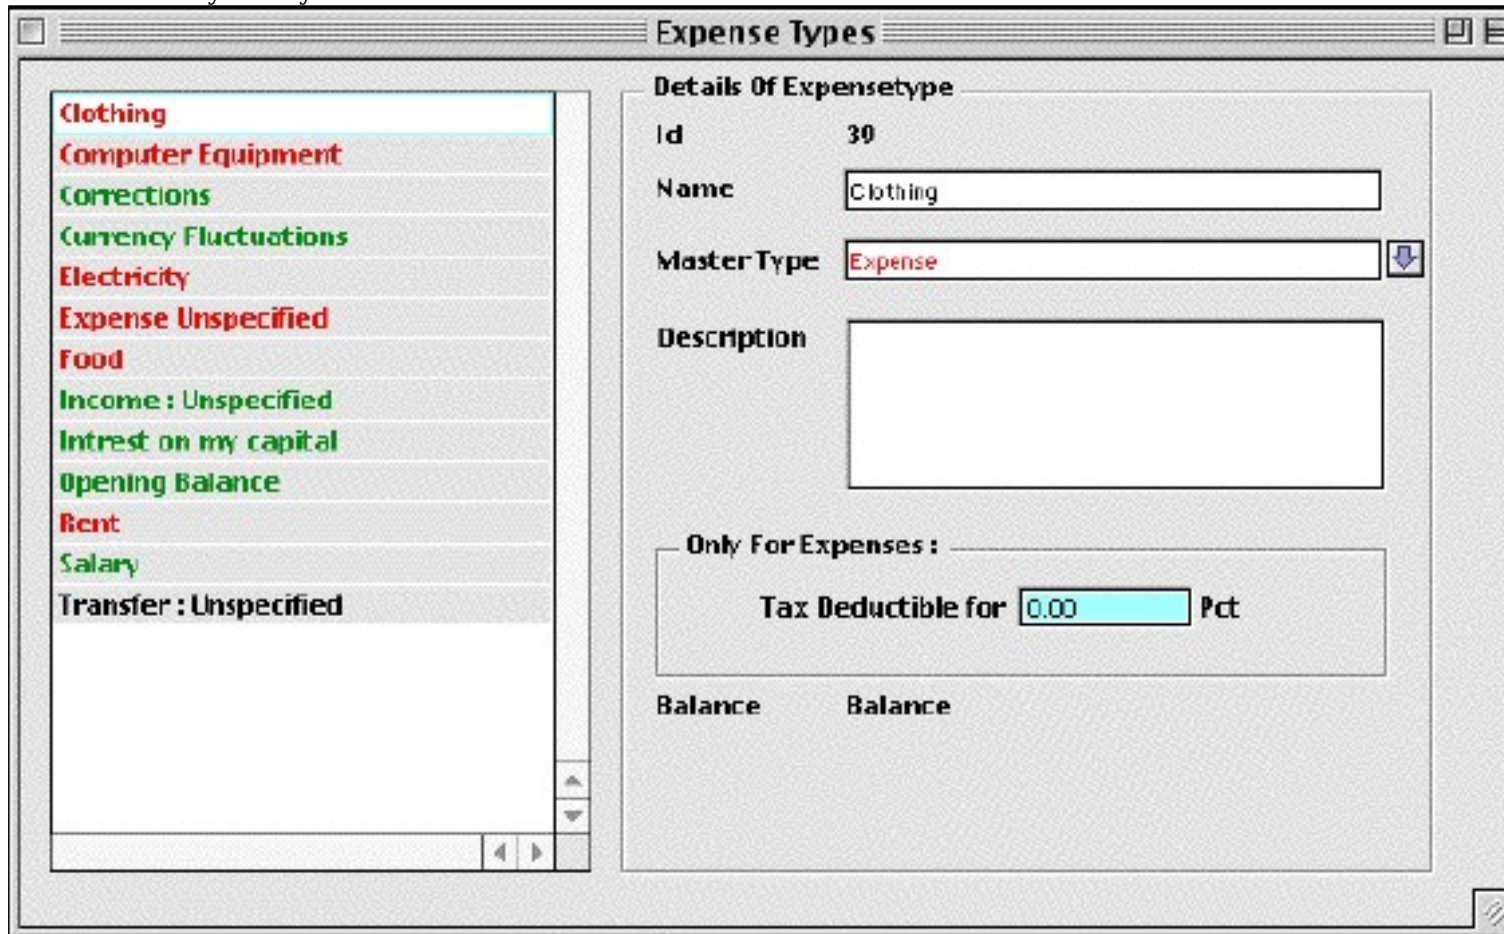 Expense Types
Clothing
Computer Equipment
Corrections
Currency Fluctuations
Electricity
Expense Unspecified
Food
Income : Unspecified
Intrest on my capital
Opening Balance
Rent
Salary
Transfer : Unspecified
Details Of Expensetype
Id 39
Name Clothing
Master Type Expense
Description
Only For Expenses :
Tax Deductible for 0.00 Pct
Balance Balance